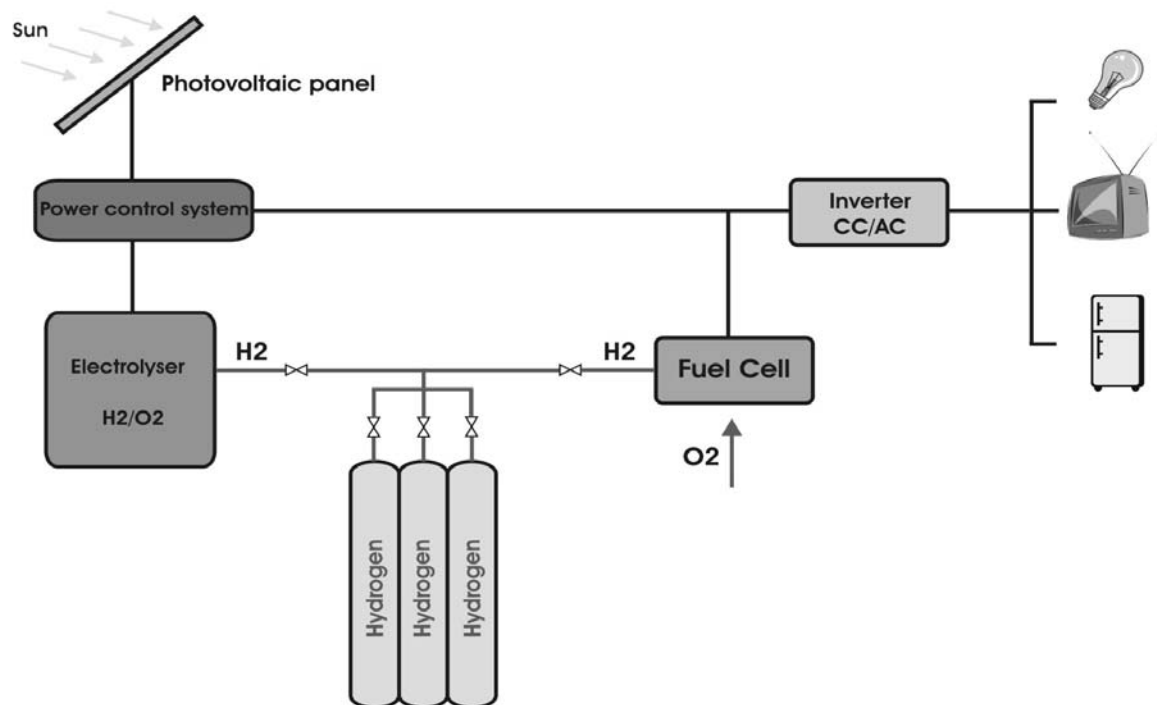 Sun
Photovoltaic panel
Power control system
Inverter
CC/AC
Electrolyser
H2/O2
H2
H2
Fuel Cell
O2
Hydrogen
Hydrogen
Hydrogen